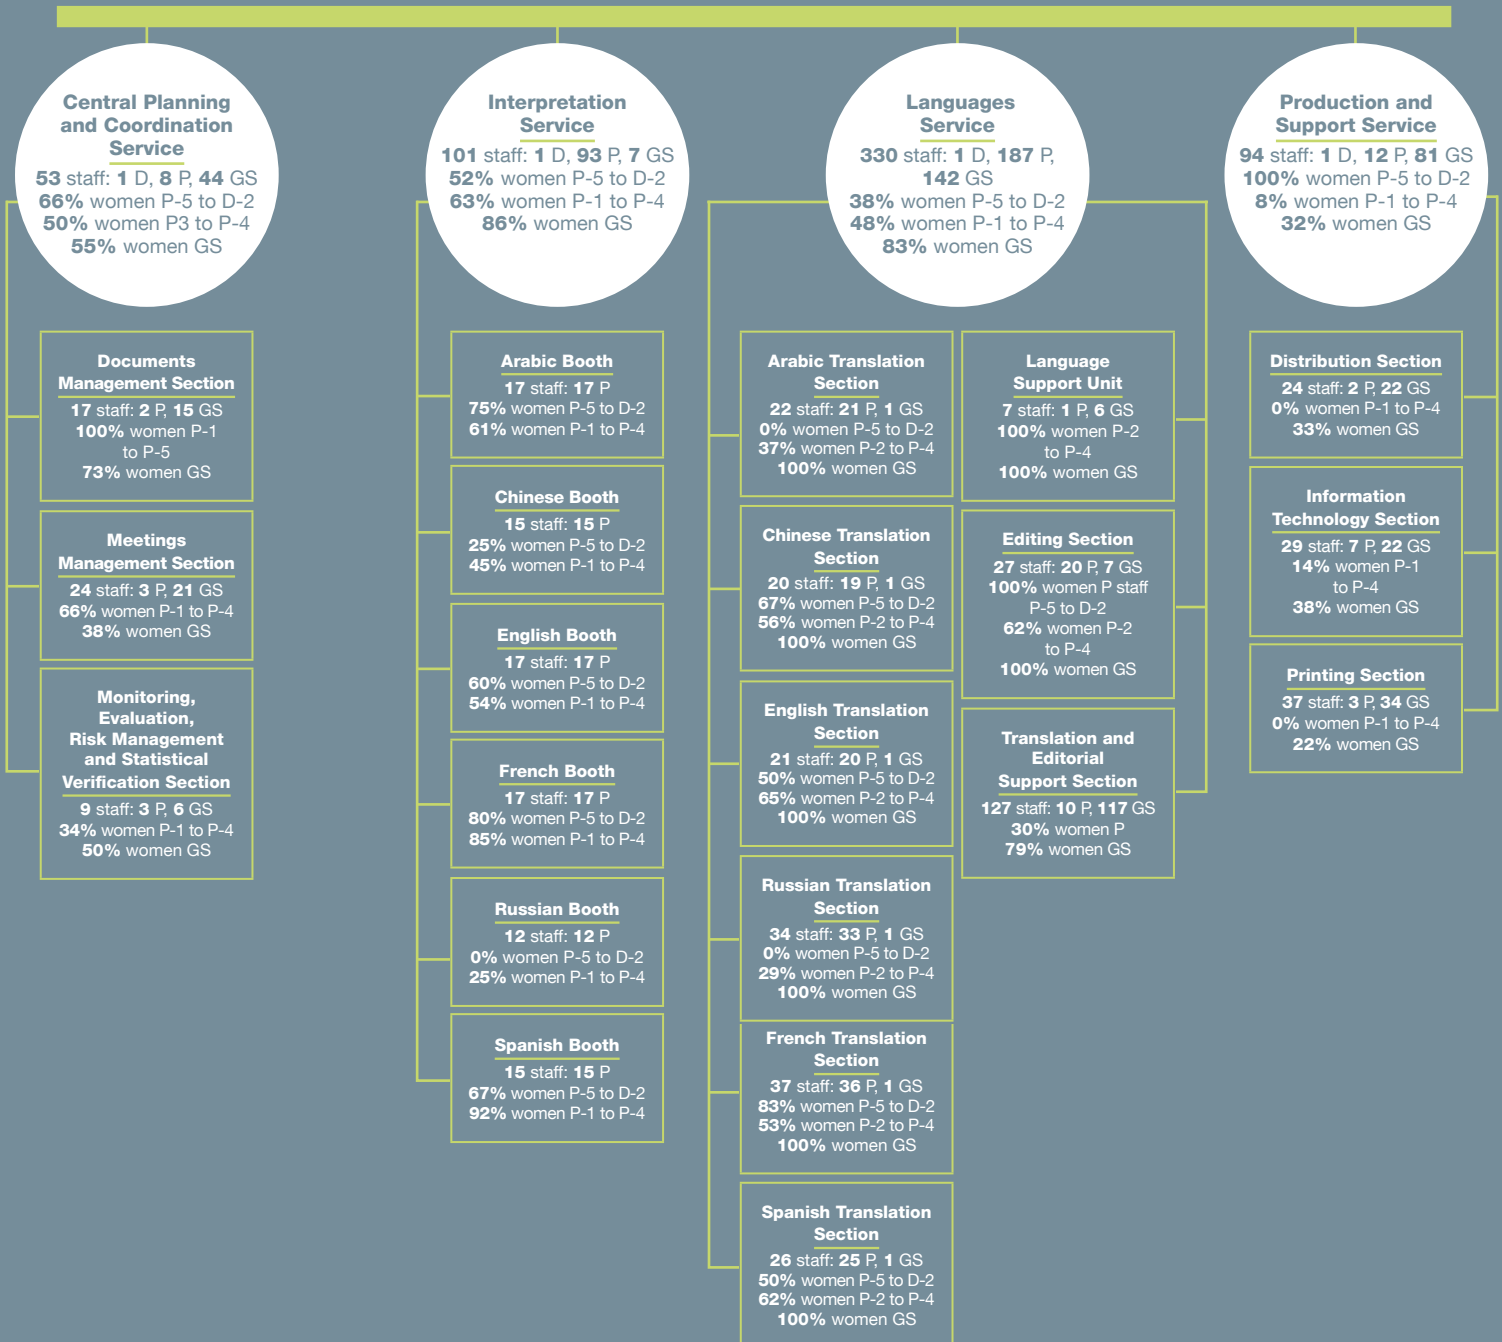 Central Planning
and Coordination
Service
53 staff: 1 D, 8 P, 44 GS
66% women P-5 to D-2
50% women P3 to P-4
55% women GS
Documents
Management Section
17 staff: 2 P, 15 GS
100% women P-1
to P-5
73% women GS
Meetings
Management Section
24 staff: 3 P, 21 GS
66% women P-1 to P-4
38% women GS
Monitoring,
Evaluation,
Risk Management
and Statistical
Verification Section
9 staff: 3 P, 6 GS
34% women P-1 to P-4
50% women GS
Interpretation
Service
101 staff: 1 D, 93 P, 7 GS
52% women P-5 to D-2
63% women P-1 to P-4
86% women GS
Arabic Booth
17 staff: 17 P
75% women P-5 to D-2
61% women P-1 to P-4
Chinese Booth
15 staff: 15 P
25% women P-5 to D-2
45% women P-1 to P-4
English Booth
17 staff: 17 P
60% women P-5 to D-2
54% women P-1 to P-4
French Booth
17 staff: 17 P
80% women P-5 to D-2
85% women P-1 to P-4
Russian Booth
12 staff: 12 P
0% women P-5 to D-2
25% women P-1 to P-4
Spanish Booth
15 staff: 15 P
67% women P-5 to D-2
92% women P-1 to P-4
Languages
Service
330 staff: 1 D, 187 P,
142 GS
38% women P-5 to D-2
48% women P-1 to P-4
83% women GS
Arabic Translation
Section
22 staff: 21 P, 1 GS
0% women P-5 to D-2
37% women P-2 to P-4
100% women GS
Chinese Translation
Section
20 staff: 19 P, 1 GS
67% women P-5 to D-2
56% women P-2 to P-4
100% women GS
English Translation
Section
21 staff: 20 P, 1 GS
50% women P-5 to D-2
65% women P-2 to P-4
100% women GS
Russian Translation
Section
34 staff: 33 P, 1 GS
0% women P-5 to D-2
29% women P-2 to P-4
100% women GS
French Translation
Section
37 staff: 36 P, 1 GS
83% women P-5 to D-2
53% women P-2 to P-4
100% women GS
Spanish Translation
Section
26 staff: 25 P, 1 GS
50% women P-5 to D-2
62% women P-2 to P-4
100% women GS
Language
Support Unit
7 staff: 1 P, 6 GS
100% women P-2
to P-4
100% women GS
Editing Section
27 staff: 20 P, 7 GS
100% women P staff
P-5 to D-2
62% women P-2
to P-4
100% women GS
Translation and
Editorial
Support Section
127 staff: 10 P, 117 GS
30% women P
79% women GS
Production and
Support Service
94 staff: 1 D, 12 P, 81 GS
100% women P-5 to D-2
8% women P-1 to P-4
32% women GS
Distribution Section
24 staff: 2 P, 22 GS
0% women P-1 to P-4
33% women GS
Information
Technology Section
29 staff: 7 P, 22 GS
14% women P-1
to P-4
38% women GS
Printing Section
37 staff: 3 P, 34 GS
0% women P-1 to P-4
22% women GS